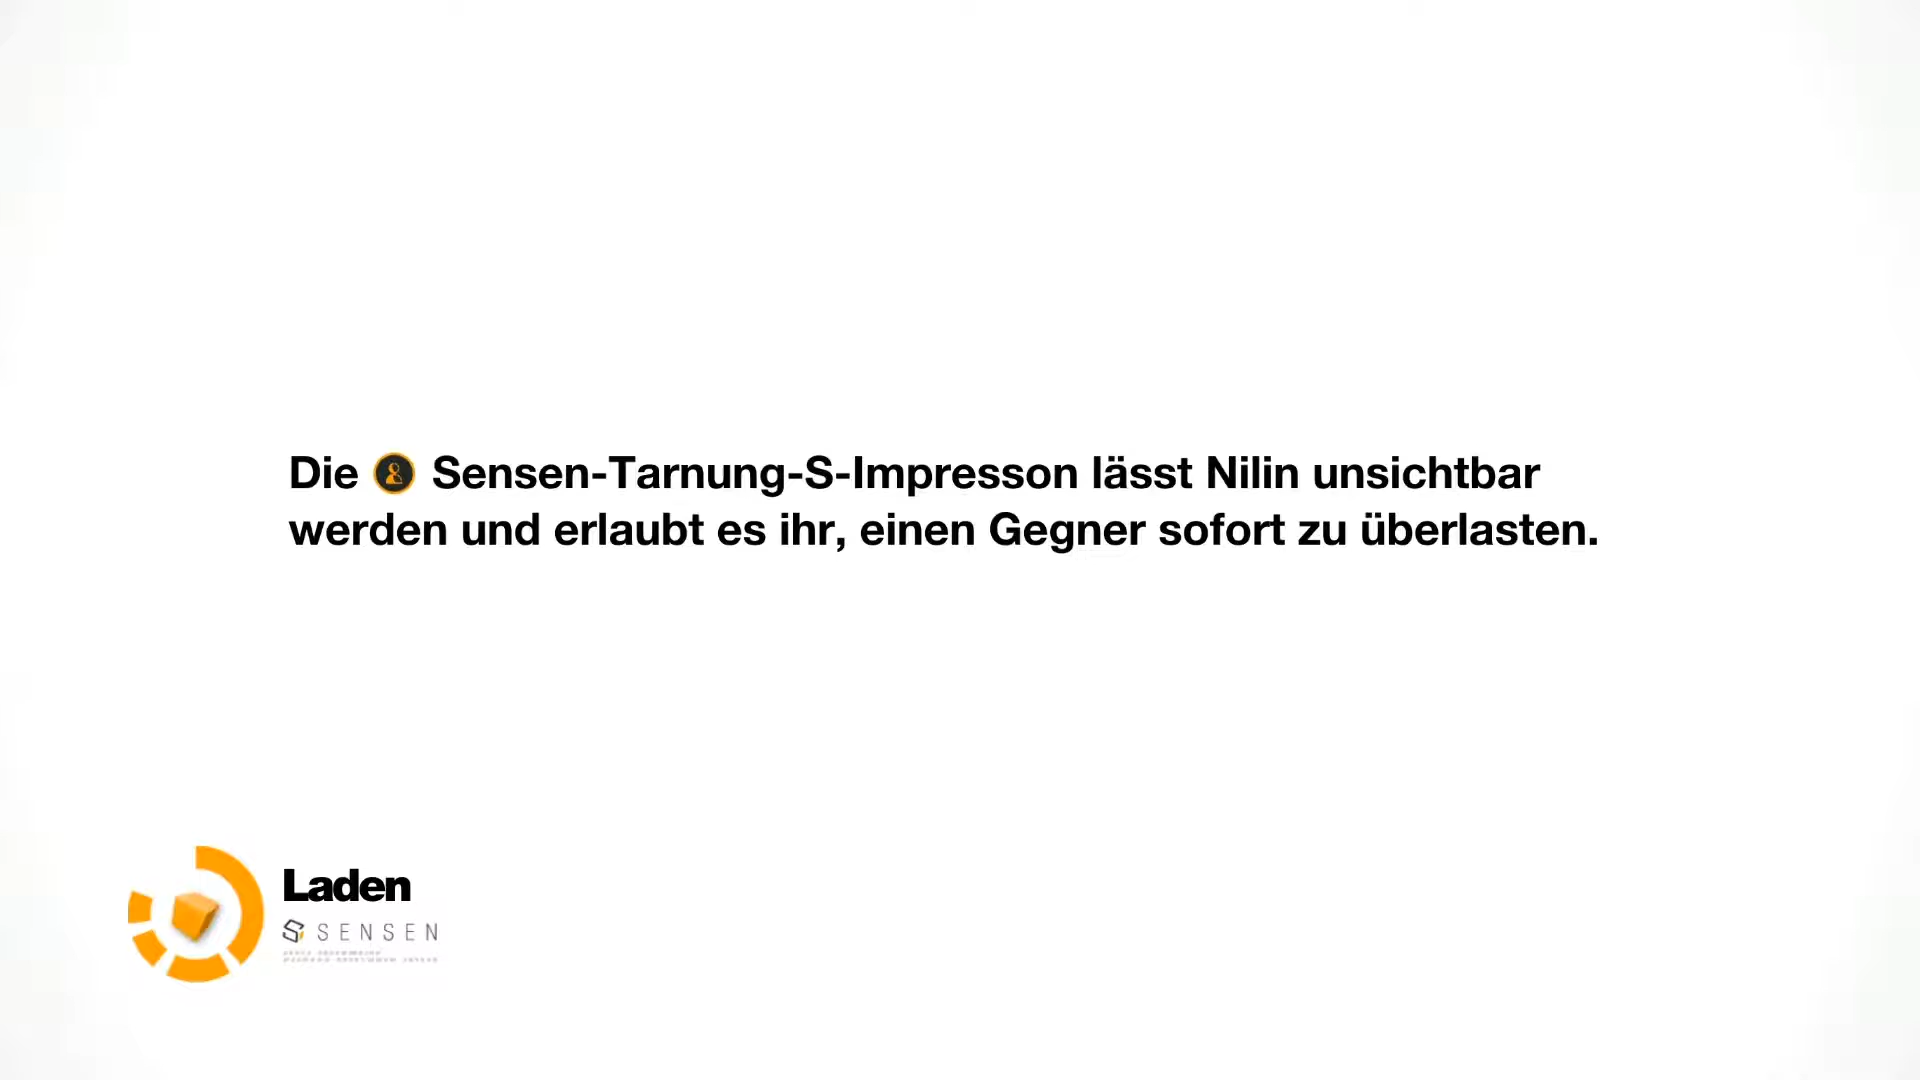 Die Sensen-Tarnung-S-Impresson lässt Nilin unsichtbar
werden und erlaubt es ihr, einen Gegner sofort zu überlasten.
Laden
SENSEN